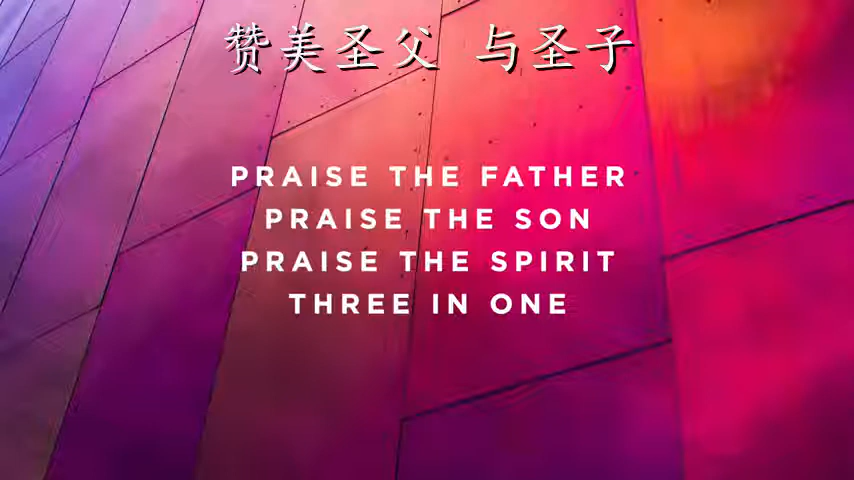 赞美圣父 与圣子
PRAISE THE FATHER
PRAISE THE SON
PRAISE THE SPIRIT
THREE IN ONE